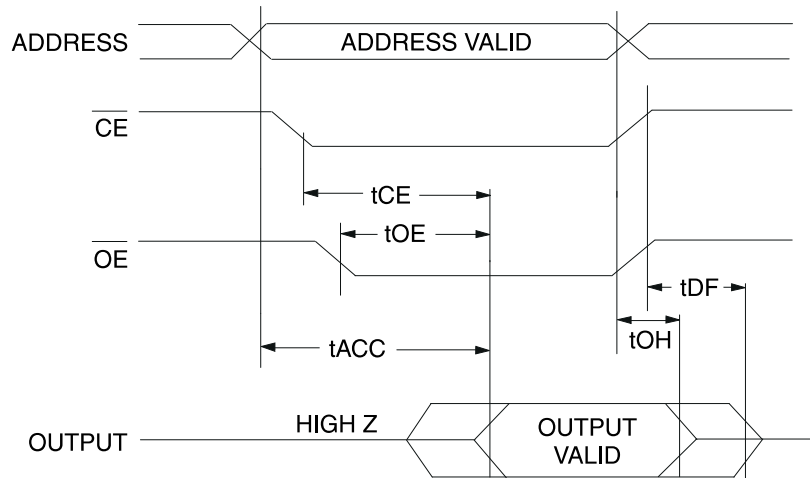 ADDRESS
ADDRESS VALID
CE
tCE
tOE
OE
tDF
tOH
tACC
HIGH Z
OUTPUT
OUTPUT
VALID